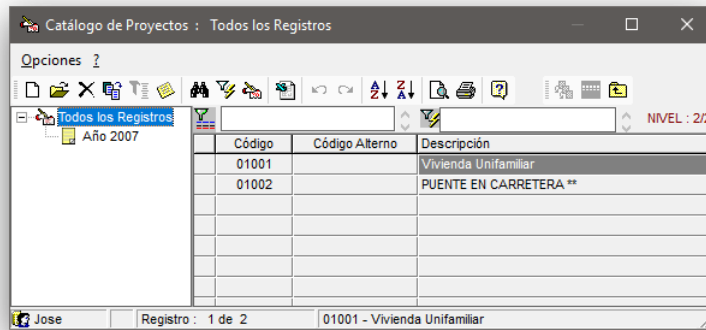 Catálogo de Proyectos : Todos los Registros
Opciones ?
Todos los Registros
Año 2007
NIVEL : 2/2
Código Código Alterno Descripción
01001 Vivienda Unifamiliar
01002 PUENTE EN CARRETERA **
Jose Registro : 1 de 2 01001 - Vivienda Unifamiliar